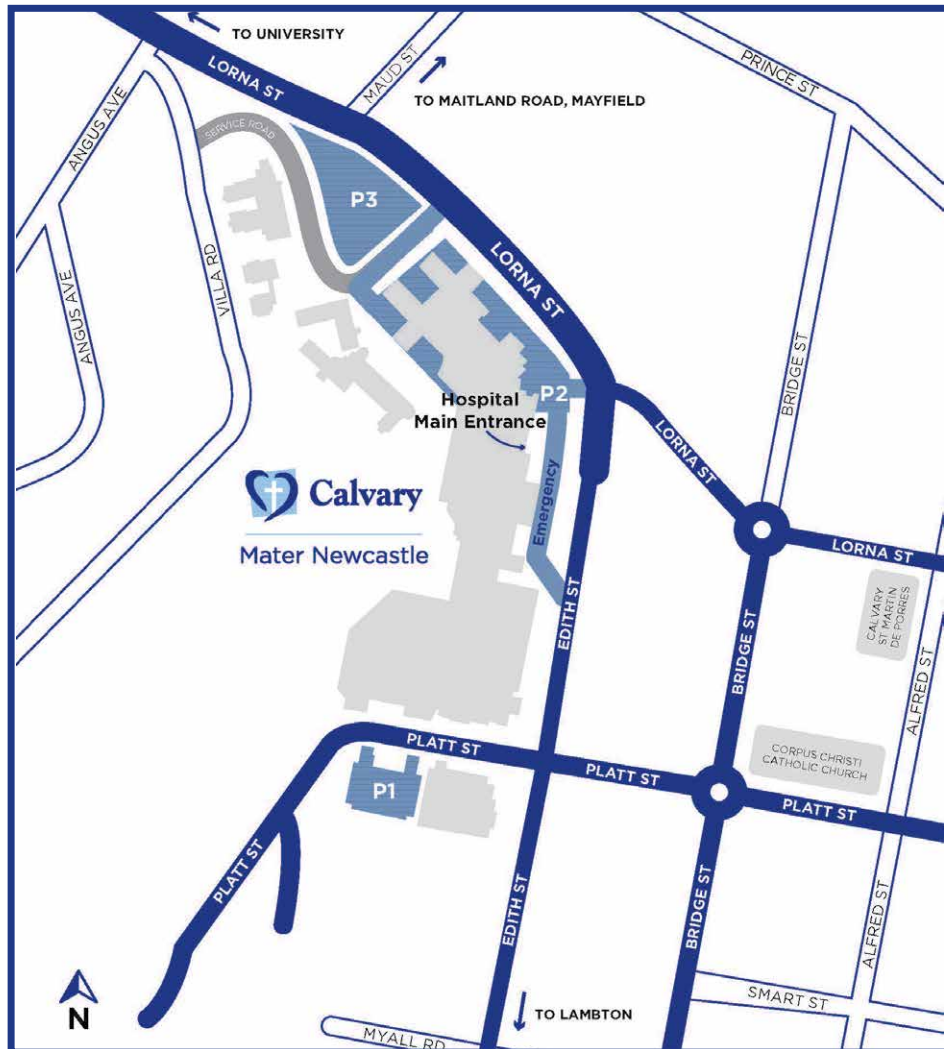 TO UNIVERSITY
LORNA ST
MAUD ST
TO MAITLAND ROAD, MAYFIELD
PRINCE ST
ANGUS AVE
SERVICE ROAD
P3
VILLA RD
ANGUS AVE
LORNA ST
BRIDGE ST
P2
Hospital
Main Entrance
LORNA ST
Emergency
Calvary
Mater Newcastle
LORNA ST
EDITH ST
CALVARY
ST MARTIN
DE PORRES
BRIDGE ST
ALFRED ST
PLATT ST
PLATT ST
CORPUS CHRISTI
CATHOLIC CHURCH
P1
PLATT ST
PLATT ST
EDITH ST
BRIDGE ST
ALFRED ST
N
TO LAMBTON
SMART ST
MYALL RD